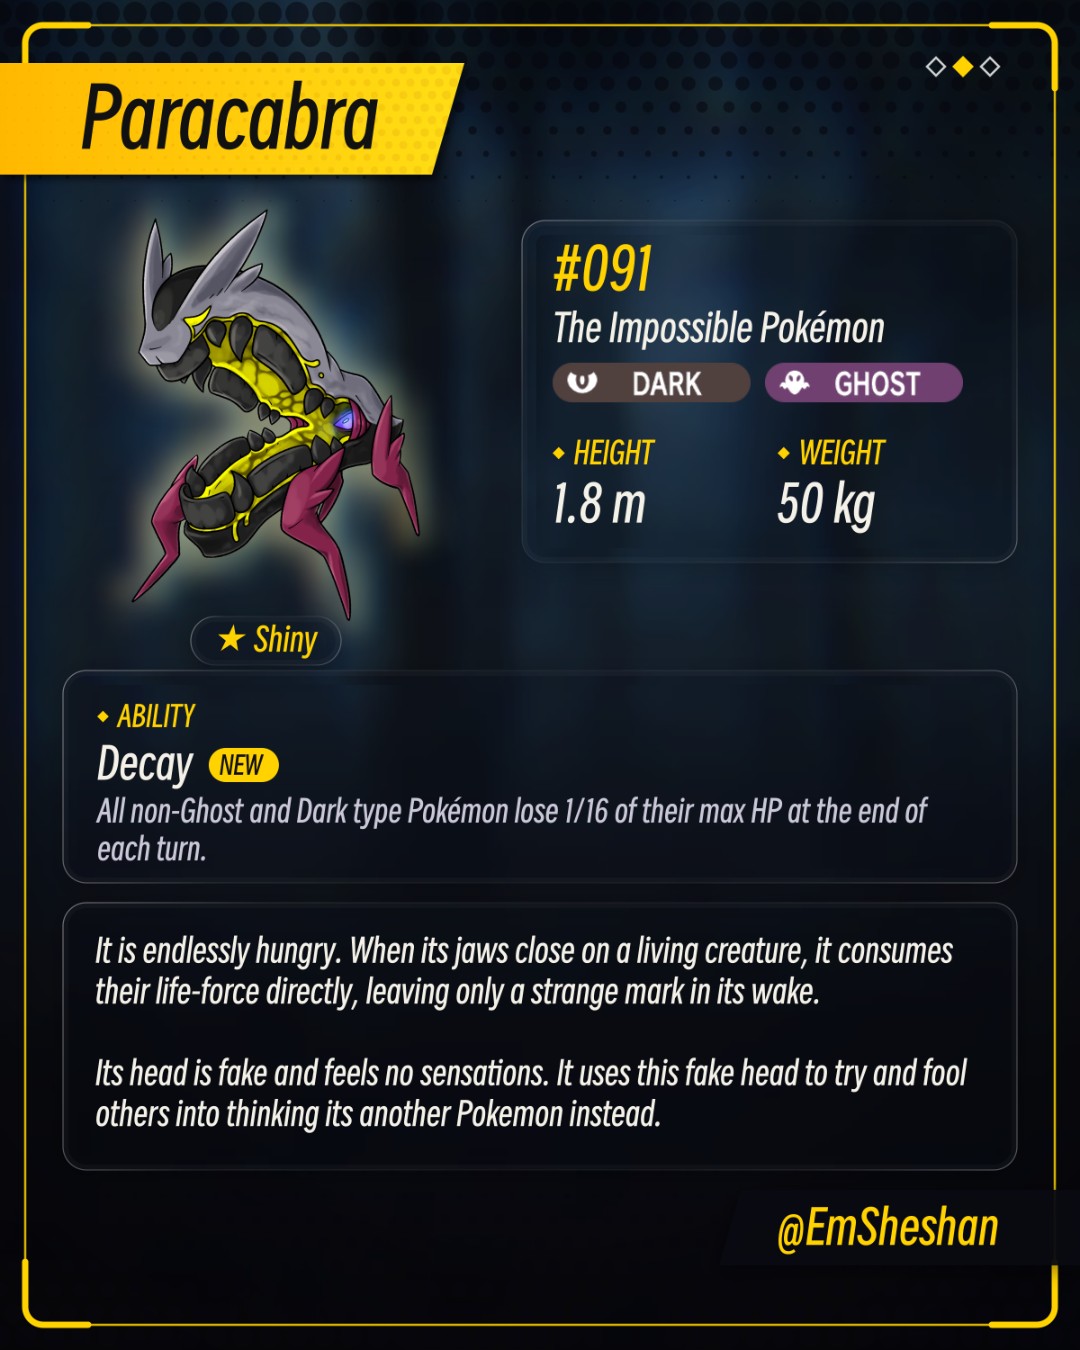 Paracabra
#091
The Impossible Pokémon
DARK
GHOST
HEIGHT
WEIGHT
1.8 m
50 kg
★ Shiny
ABILITY
Decay NEW
All non-Ghost and Dark type Pokémon lose 1/16 of their max HP at the end of
each turn.
It is endlessly hungry. When its jaws close on a living creature, it consumes
their life-force directly, leaving only a strange mark in its wake.
Its head is fake and feels no sensations. It uses this fake head to try and fool
others into thinking its another Pokemon instead.
@EmSheshan